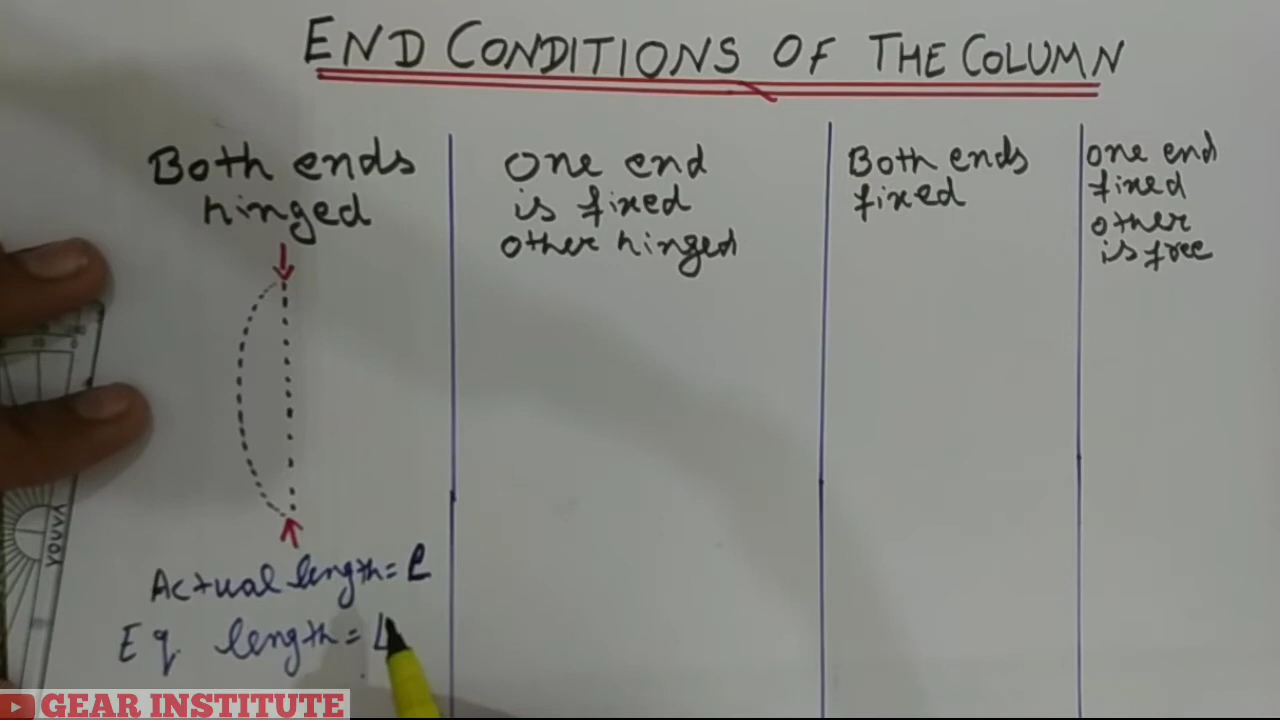 END CONDITIONS OF THE COLUMN
Both ends
hinged
Actual length = l
Eq. length = L
One end
is fixed
other hinged
Both ends
fixed
One end
fixed
other
is free
YOUVA
GEAR INSTITUTE